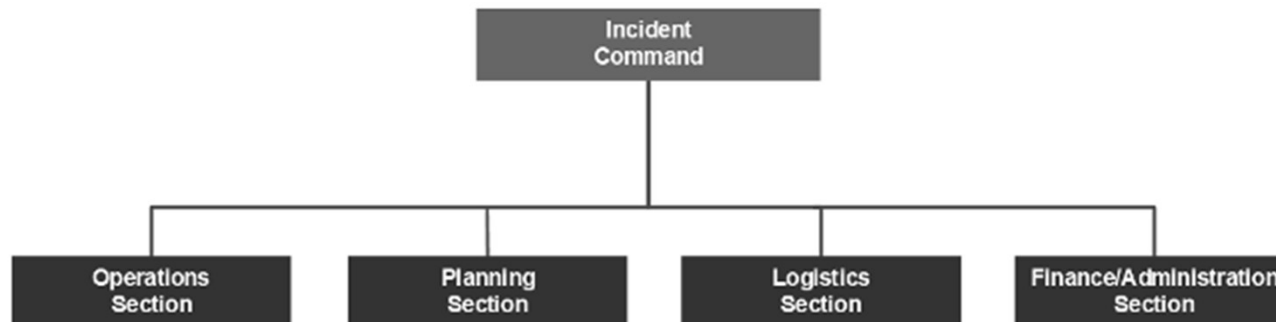 Incident
Command
Operations
Section
Planning
Section
Logistics
Section
Finance/Administration
Section